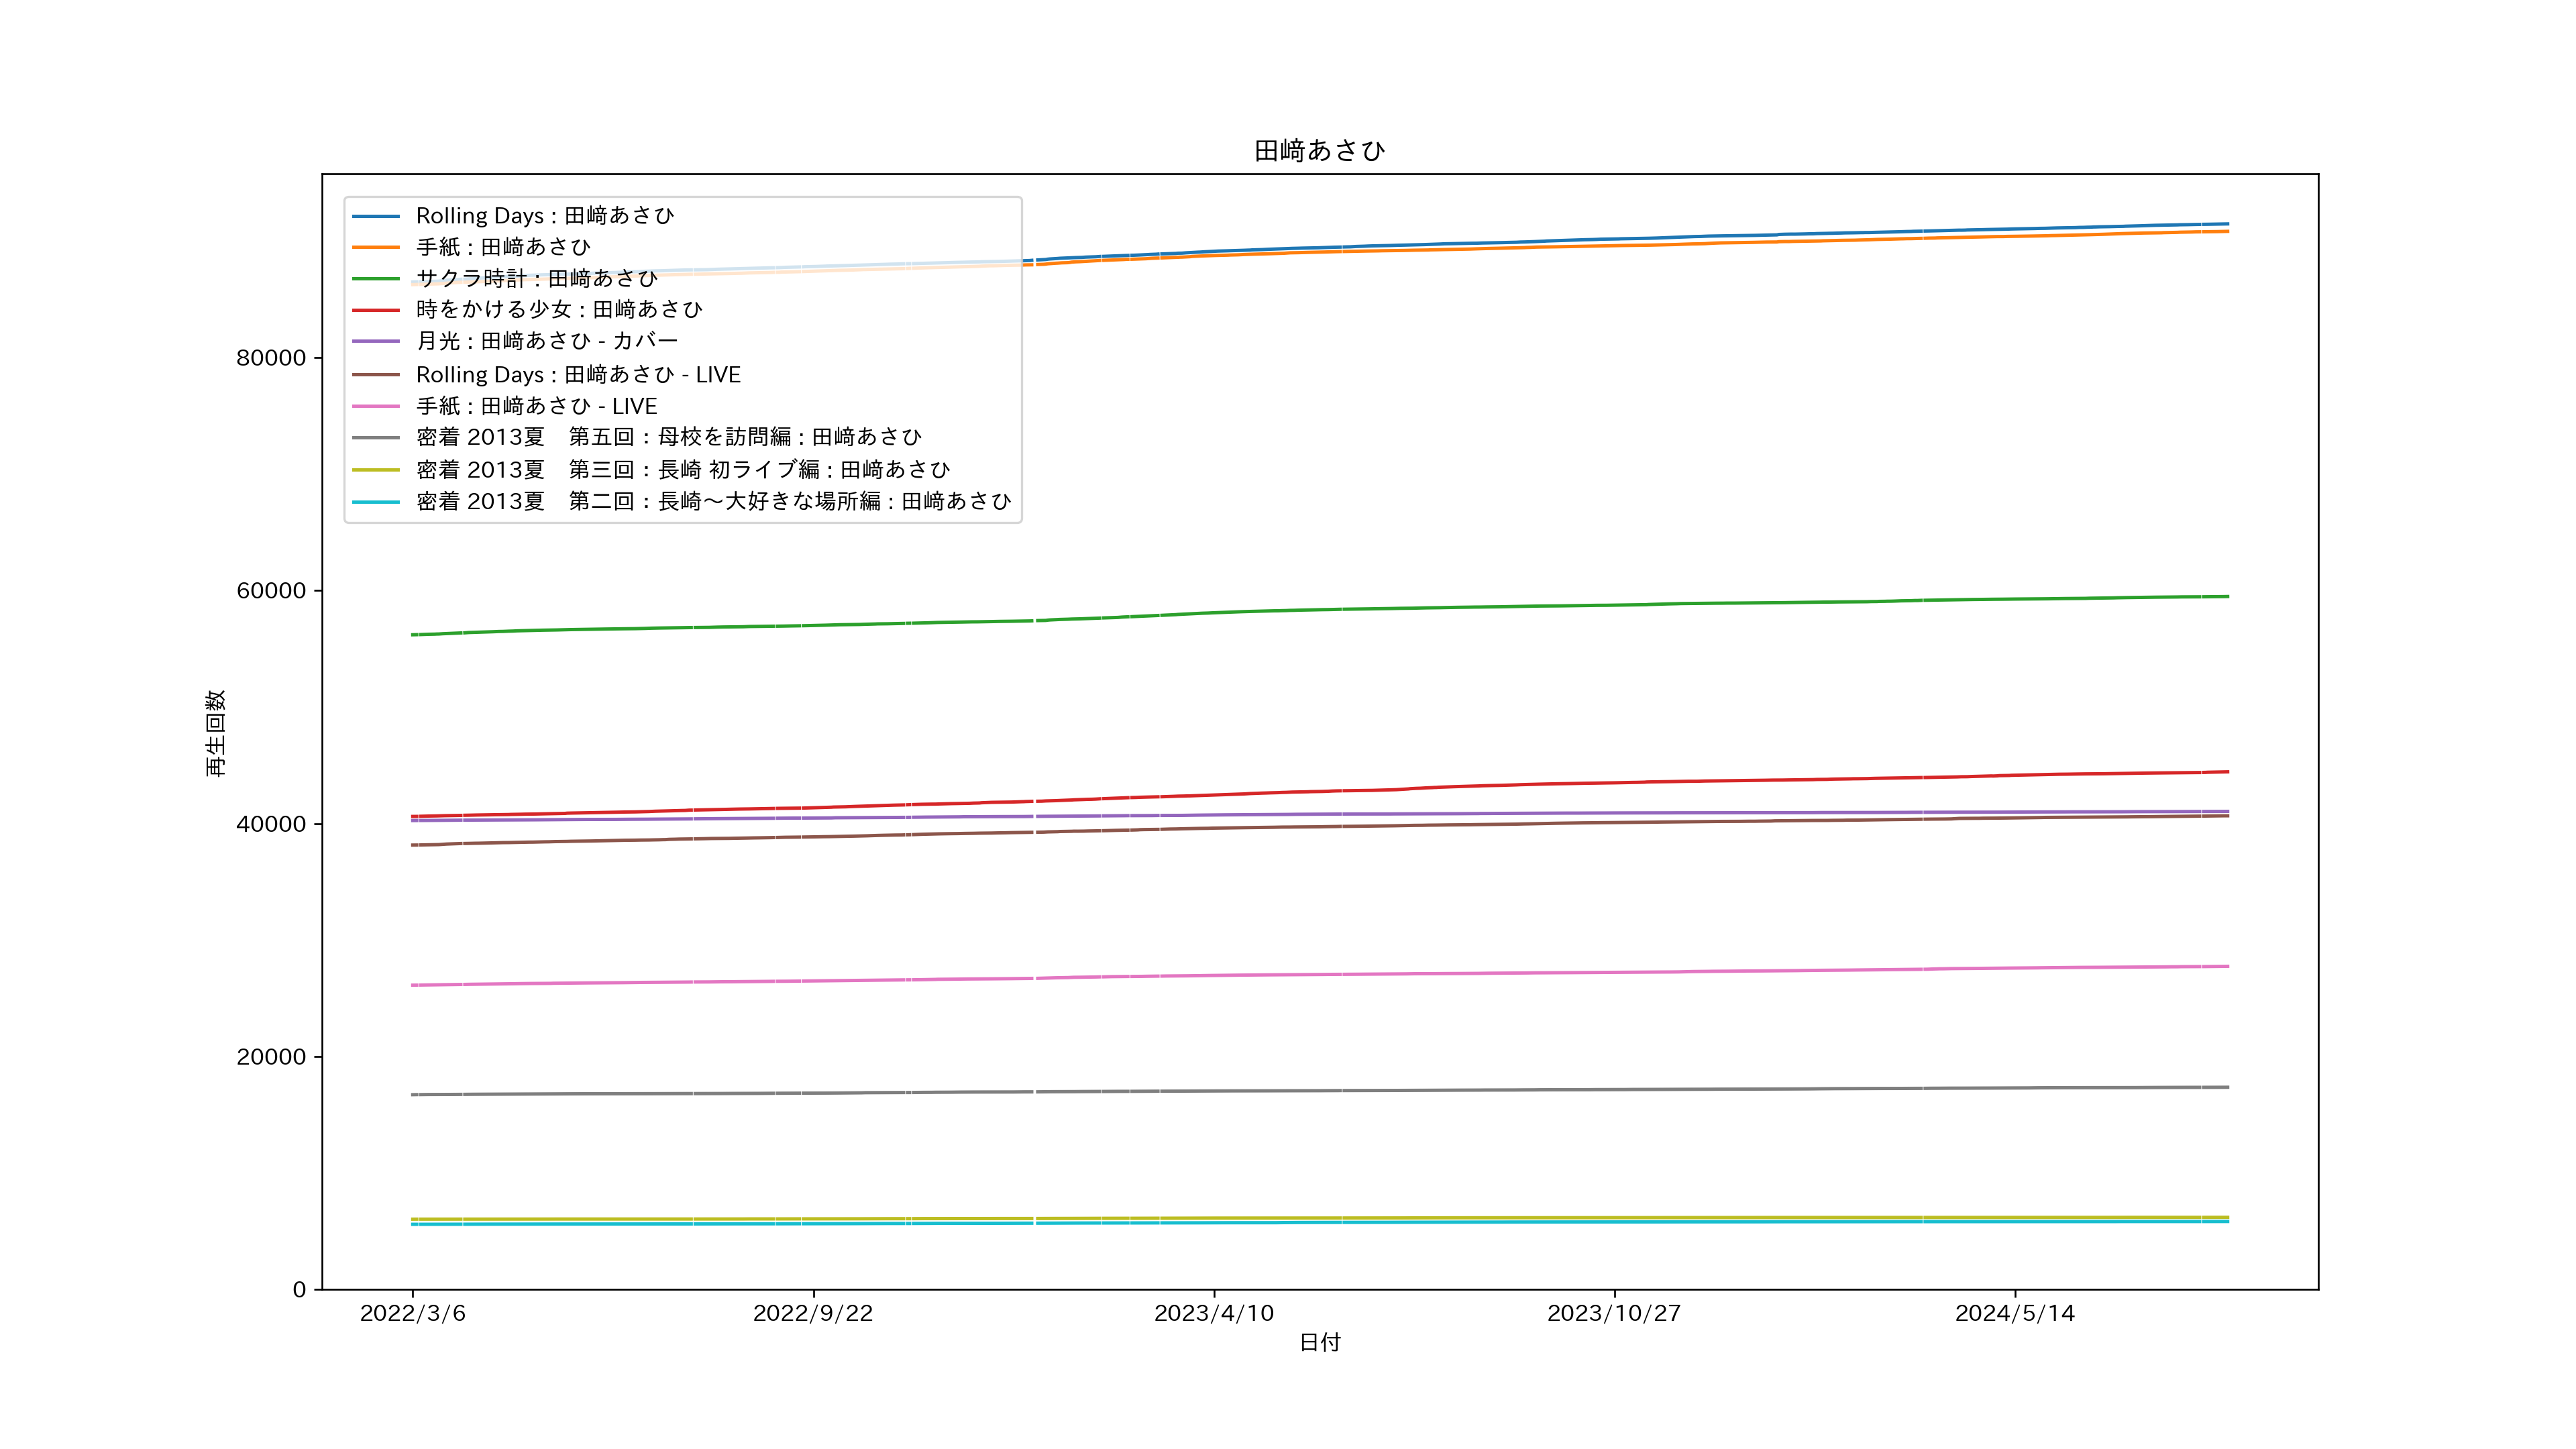 田﨑あさひ
Rolling Days : 田﨑あさひ
手紙 : 田﨑あさひ
サクラ時計 : 田﨑あさひ
時をかける少女 : 田﨑あさひ
月光 : 田﨑あさひ - カバー
Rolling Days : 田﨑あさひ - LIVE
手紙 : 田﨑あさひ - LIVE
密着 2013夏　第五回：母校を訪問編 : 田﨑あさひ
密着 2013夏　第三回：長崎 初ライブ編 : 田﨑あさひ
密着 2013夏　第二回：長崎～大好きな場所編 : 田﨑あさひ
再生回数
80000
60000
40000
20000
0
2022/3/6
2022/9/22
2023/4/10
2023/10/27
2024/5/14
日付